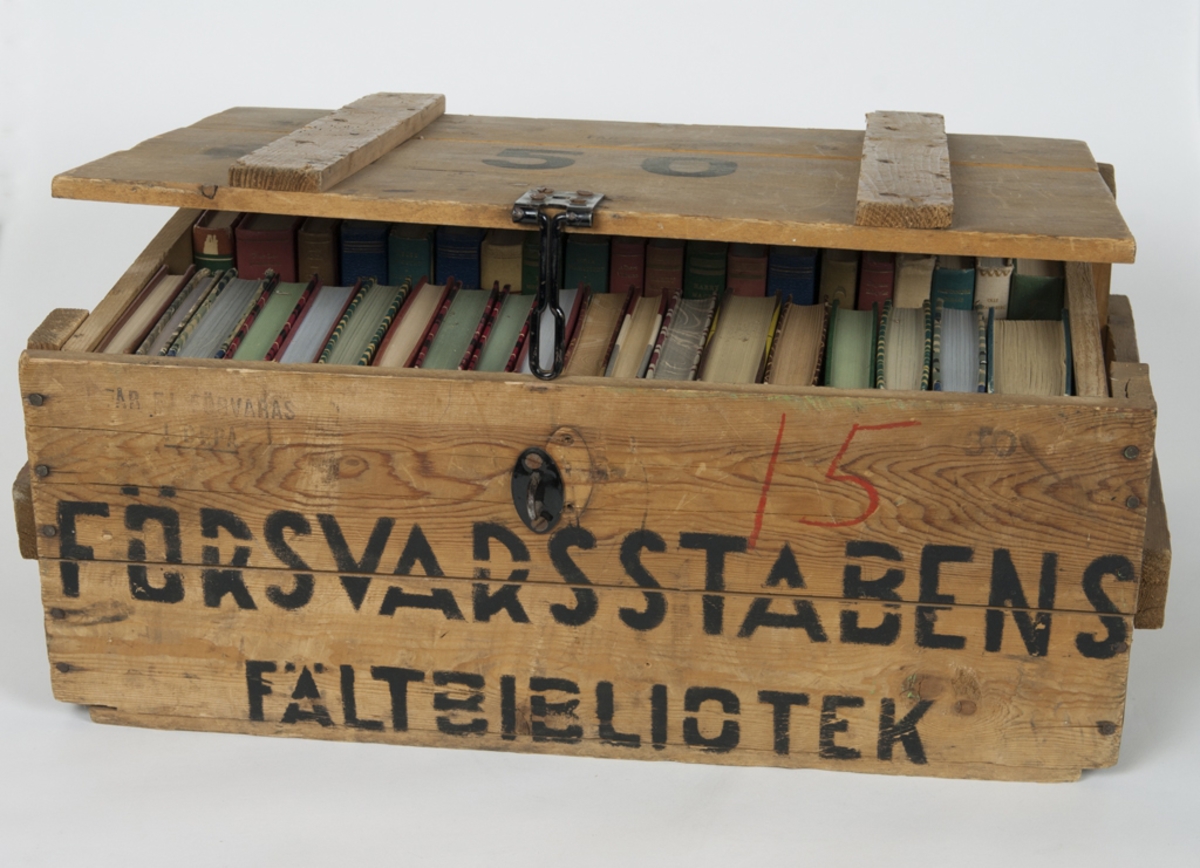 50
15
FÖRSVARSSTABENS
FÄLTBIBLIOTEK